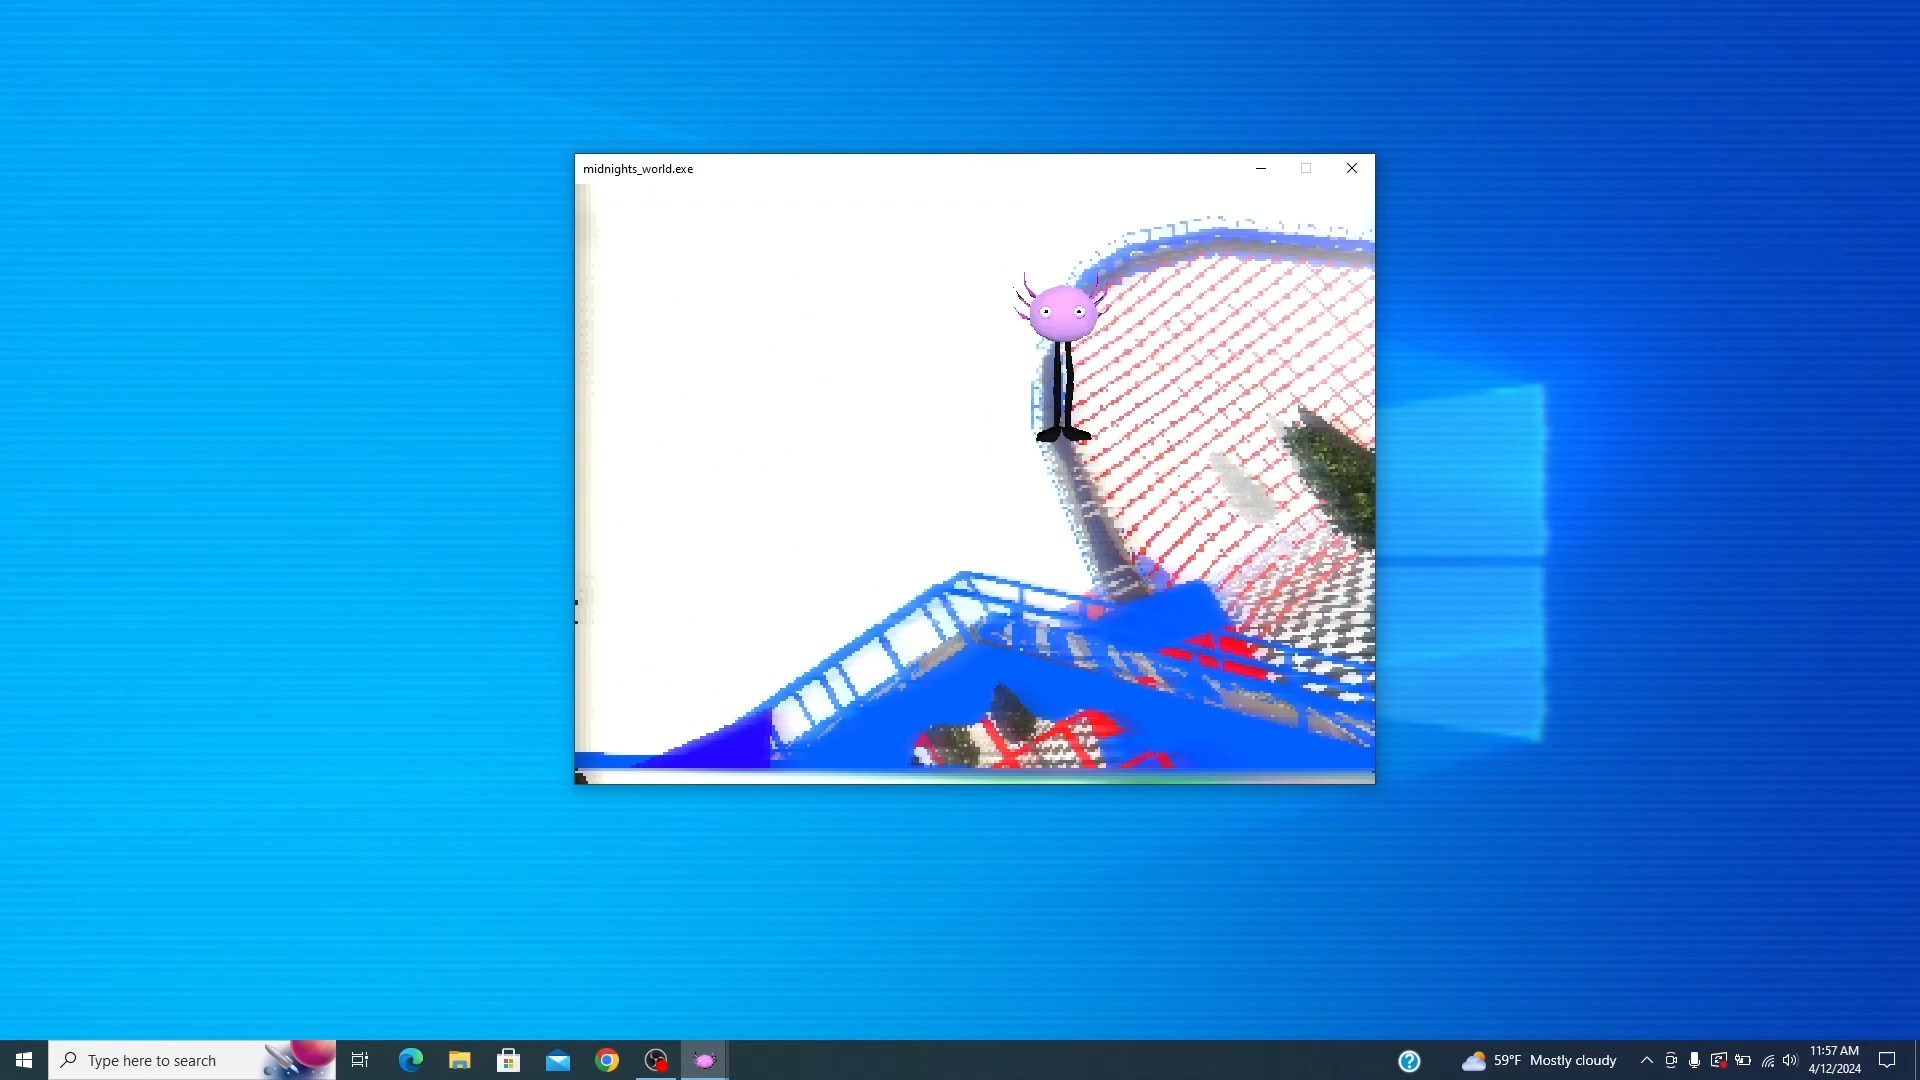 midnights_world.exe
Type here to search
59°F Mostly cloudy
11:57 AM
4/12/2024